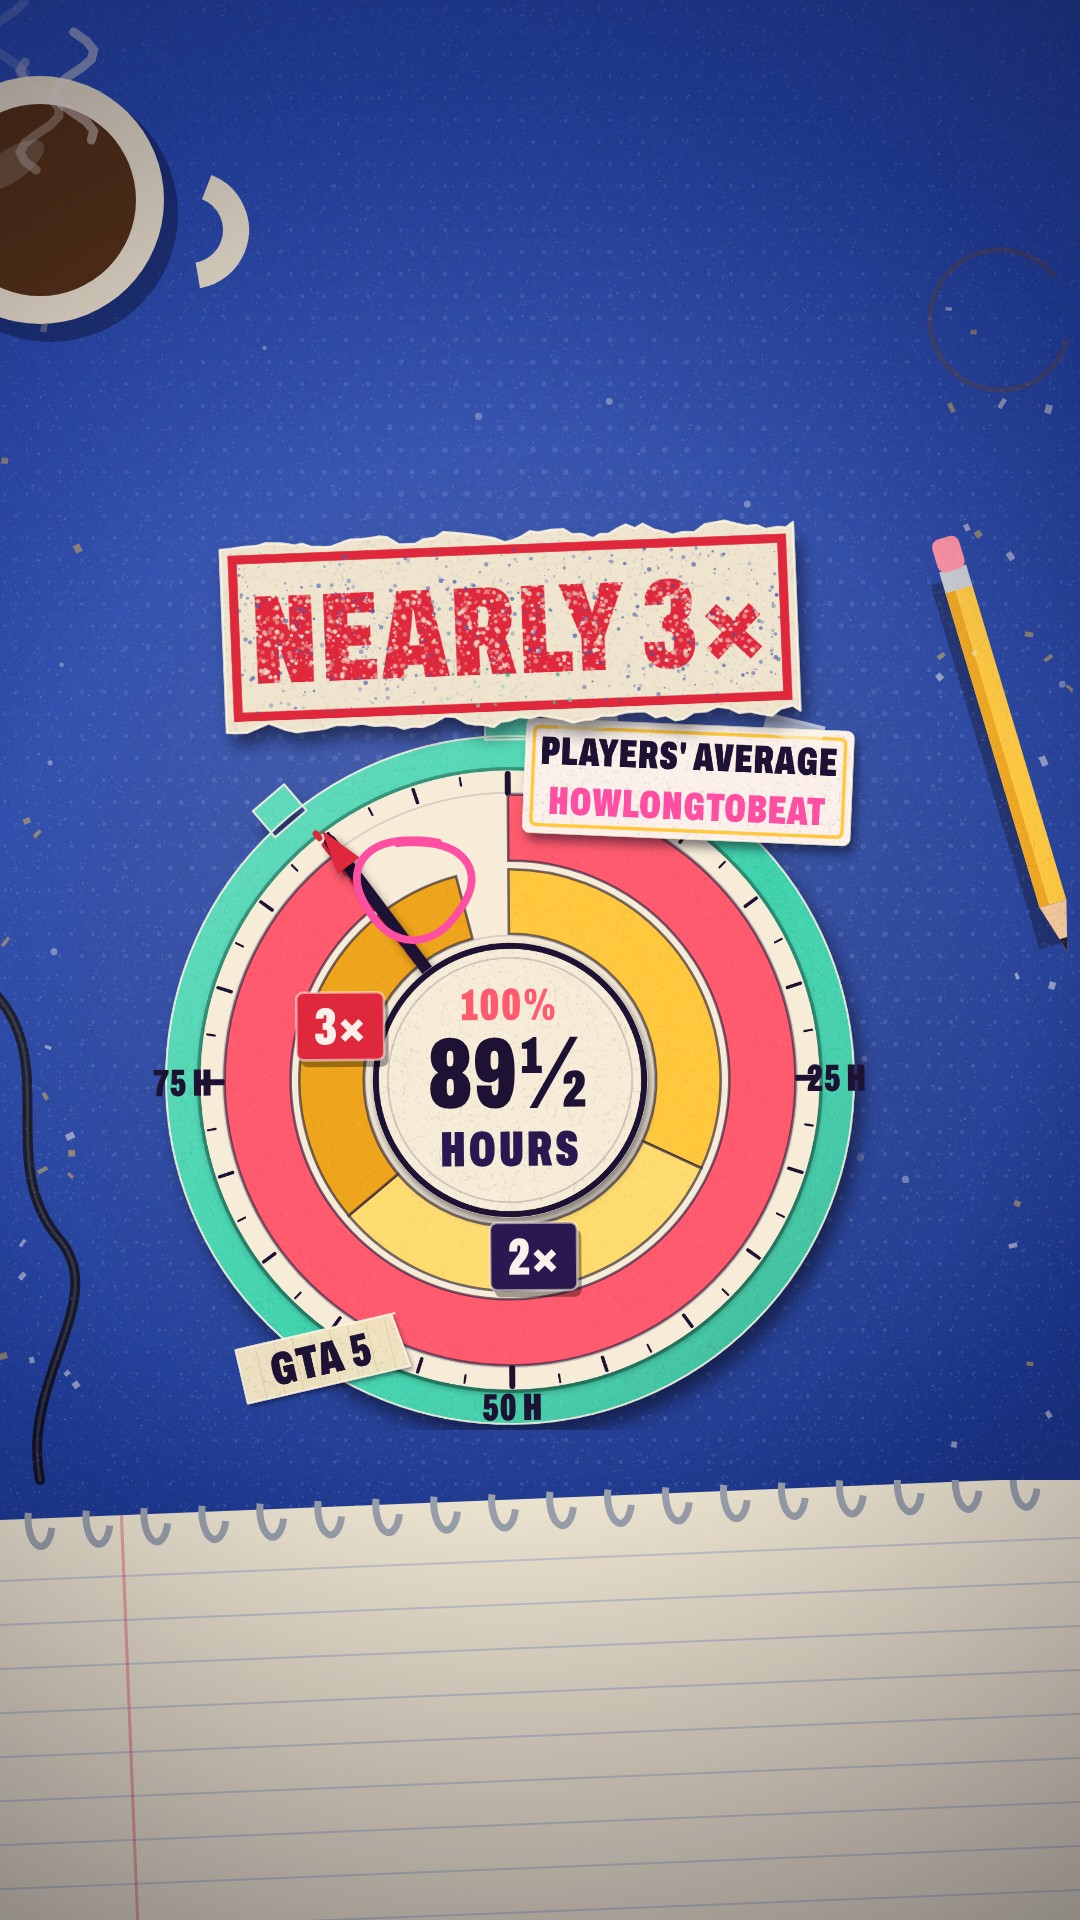 NEARLY 3×
PLAYERS' AVERAGE
HOWLONGTOBEAT
100%
89½
HOURS
3×
75 H
25 H
2×
GTA 5
50 H